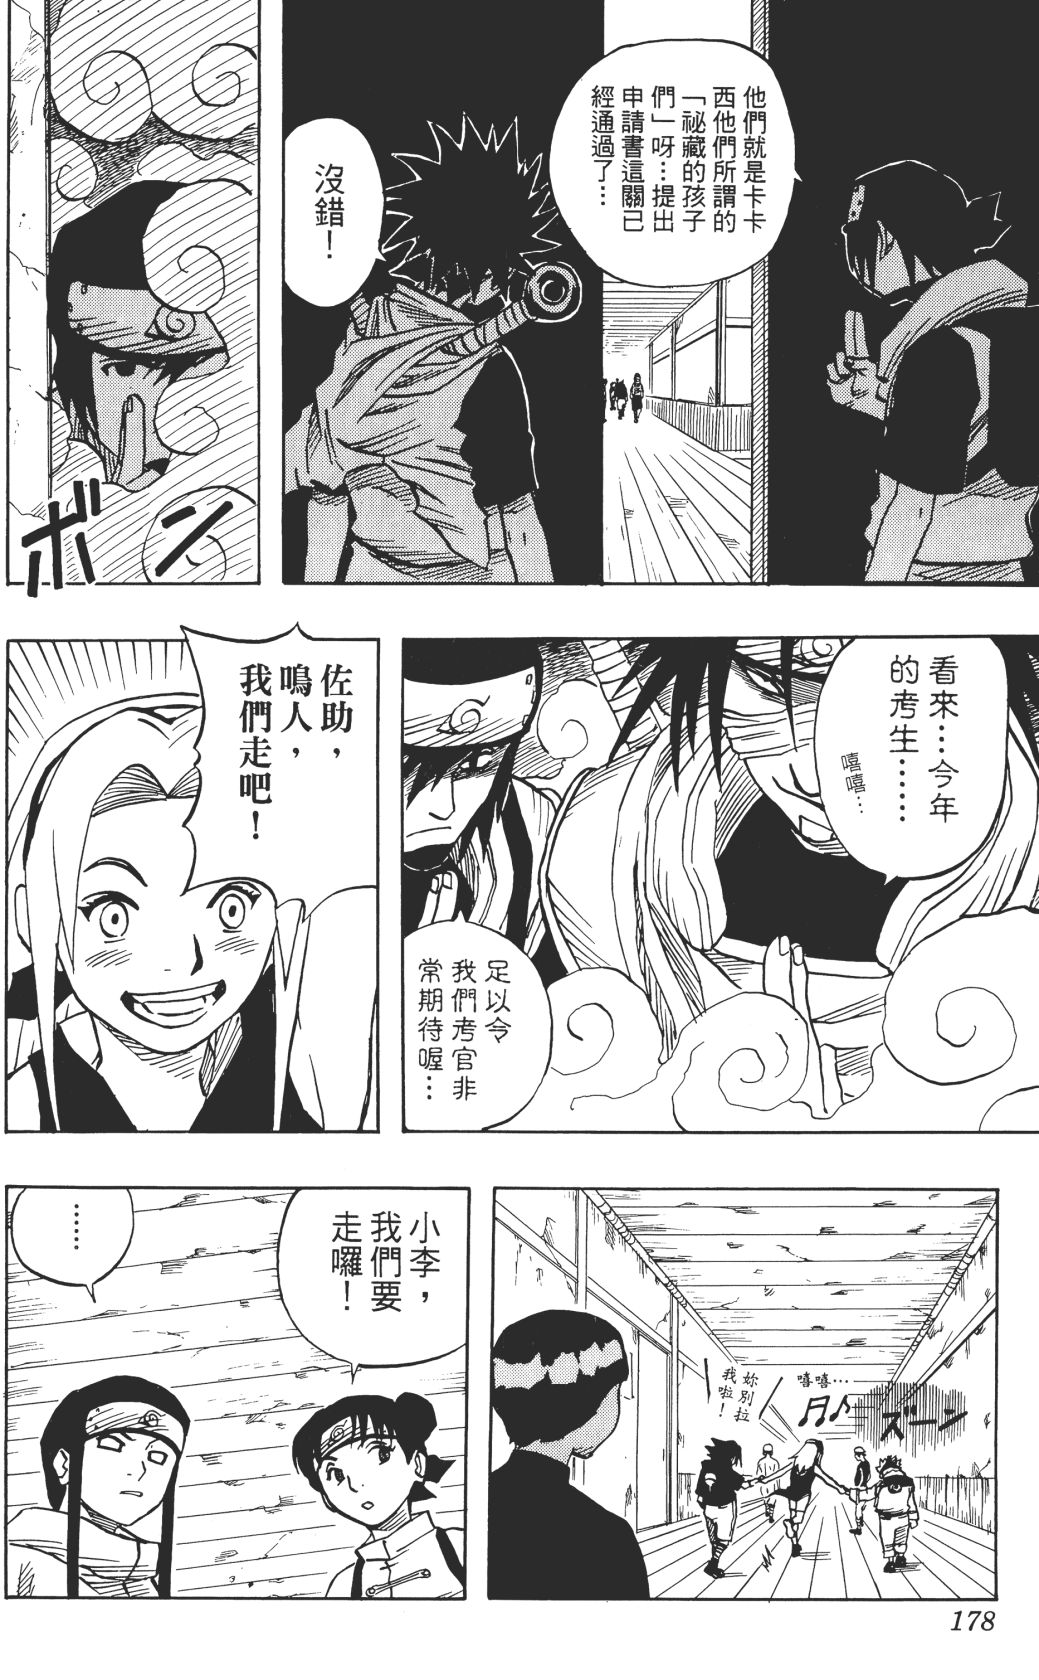 他們就是卡卡
西他們所謂的
「祕藏的孩子
們」呀…提出
申請書這關已
經通過了…
沒錯！
ボン
看來…今年
的考生……
嘻嘻…
足以令
我們考官非
常期待喔…
佐助，
鳴人，
我們走吧！
ズーン
嘻嘻…
妳別拉
我啦！
小李，
我們要
走囉！
……
178